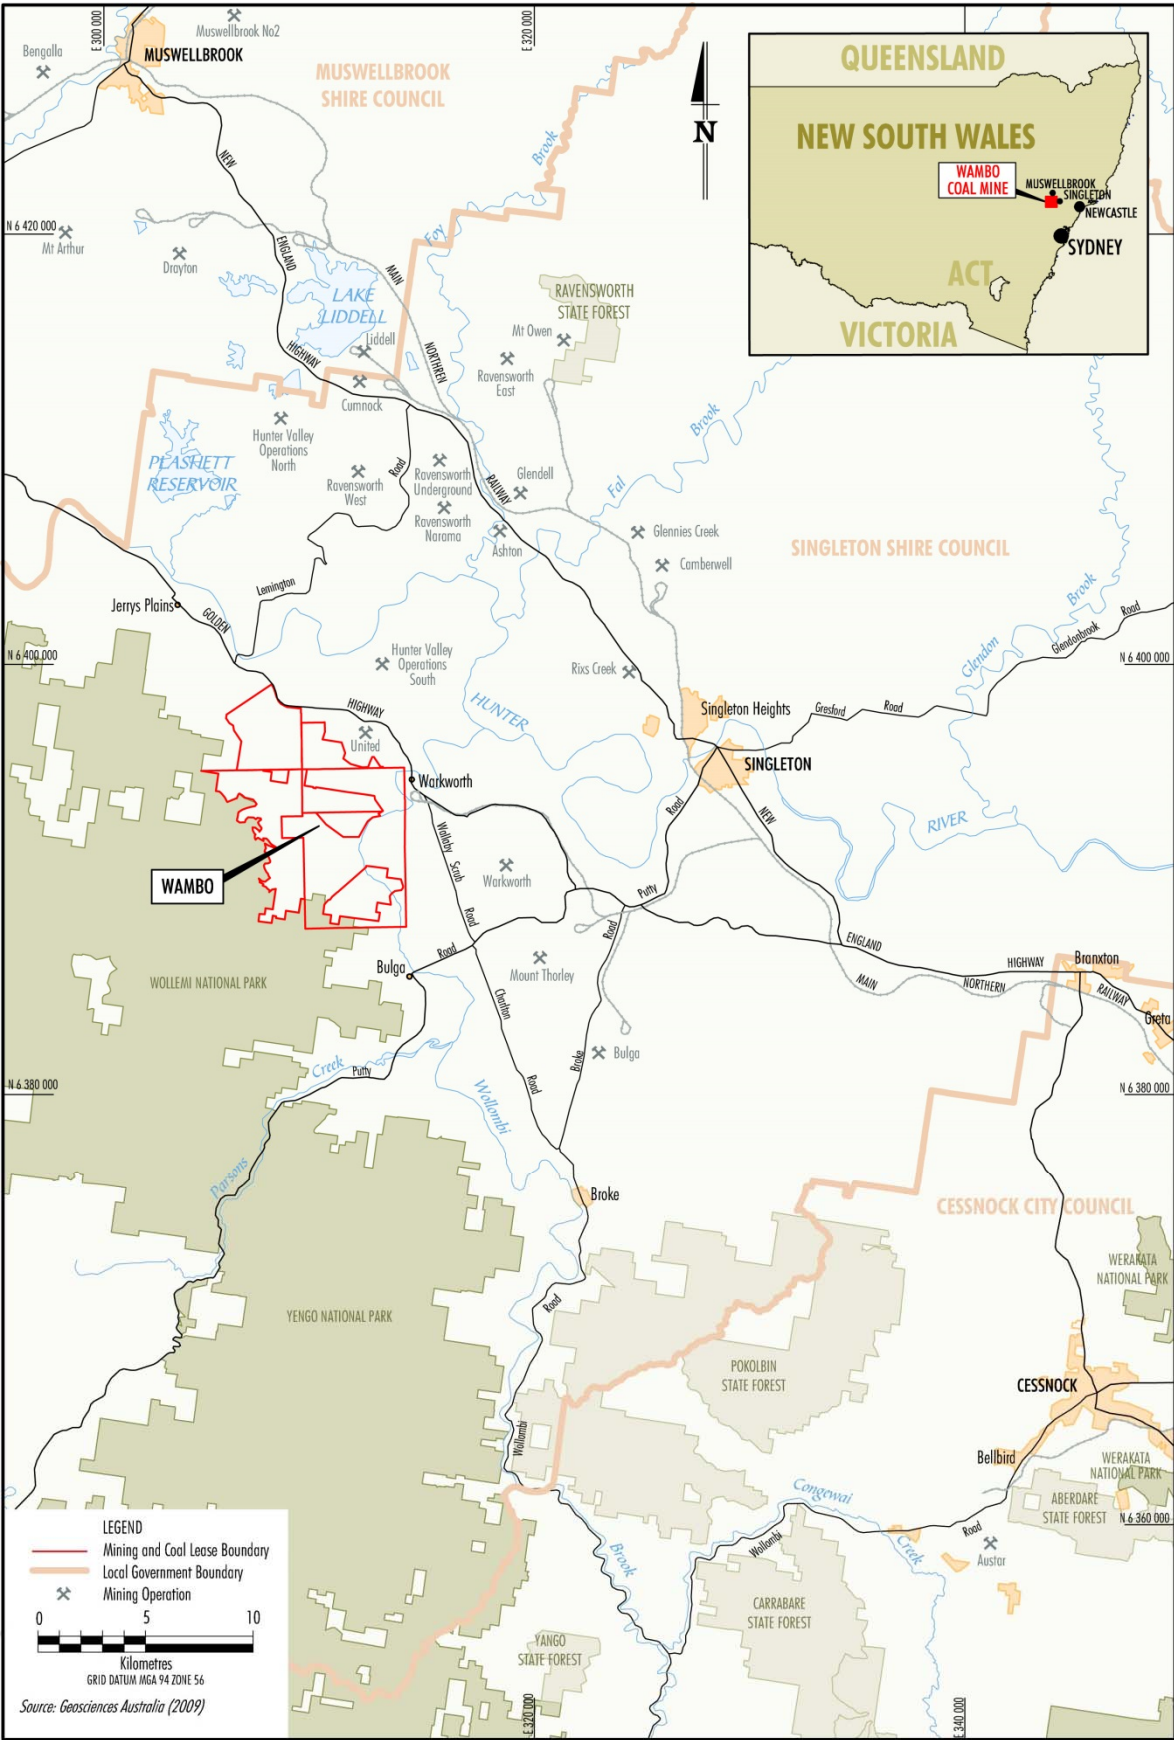 E 300 000
E 320 000
Muswellbrook No2
Bengalla
MUSWELLBROOK
MUSWELLBROOK
SHIRE COUNCIL
N
QUEENSLAND
NEW SOUTH WALES
WAMBO
COAL MINE
MUSWELLBROOK
SINGLETON
NEWCASTLE
SYDNEY
ACT
VICTORIA
NEW
Brook
N 6 420 000
Mt Arthur
Drayton
ENGLAND
MAIN
Foy
LAKE
LIDDELL
RAVENSWORTH
STATE FOREST
Liddell
HIGHWAY
NORTHREN
Mt Owen
Ravensworth
East
Cumnock
Hunter Valley
Operations
North
Brook
PLASHETT
RESERVOIR
Ravensworth
West
Road
Ravensworth
Underground
RAILWAY
Glendell
Fal
Ravensworth
Narama
Ashton
Glennies Creek
Camberwell
SINGLETON SHIRE COUNCIL
Lemington
Brook
Jerrys Plains
GOLDEN
Glendonbrook
Road
Glendon
N 6 400 000
N 6 400 000
Hunter Valley
Operations
South
Rixs Creek
HIGHWAY
HUNTER
Singleton Heights
Gresford
Road
United
SINGLETON
Warkworth
Road
NEW
RIVER
Wallaby
Scrub
Road
WAMBO
Warkworth
Putty
Road
ENGLAND
HIGHWAY
Branxton
Bulga
Road
Mount Thorley
MAIN
NORTHERN
RAILWAY
Greta
WOLLEMI NATIONAL PARK
Charlton
Road
Broke
Bulga
Creek
Putty
N 6 380 000
N 6 380 000
Wollombi
Parsons
Broke
CESSNOCK CITY COUNCIL
WERAKATA
NATIONAL PARK
YENGO NATIONAL PARK
Road
POKOLBIN
STATE FOREST
CESSNOCK
Wollombi
Bellbird
WERAKATA
NATIONAL PARK
Congewai
ABERDARE
STATE FOREST
N 6 360 000
Wollombi
Creek
Road
Austar
Brook
CARRABARE
STATE FOREST
YANGO
STATE FOREST
E 320 000
E 340 000
LEGEND
Mining and Coal Lease Boundary
Local Government Boundary
Mining Operation
0 5 10
Kilometres
GRID DATUM MGA 94 ZONE 56
Source: Geosciences Australia (2009)